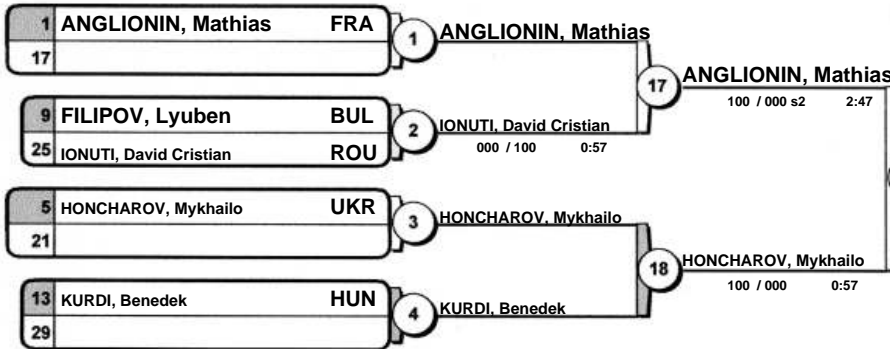 1 ANGLIONIN, Mathias FRA
17
1 ANGLIONIN, Mathias
9 FILIPOV, Lyuben BUL
25 IONUTI, David Cristian ROU
2 IONUTI, David Cristian
000 / 100 0:57
17 ANGLIONIN, Mathias
100 / 000 s2 2:47
5 HONCHAROV, Mykhailo UKR
21
3 HONCHAROV, Mykhailo
13 KURDI, Benedek HUN
29
4 KURDI, Benedek
18 HONCHAROV, Mykhailo
100 / 000 0:57